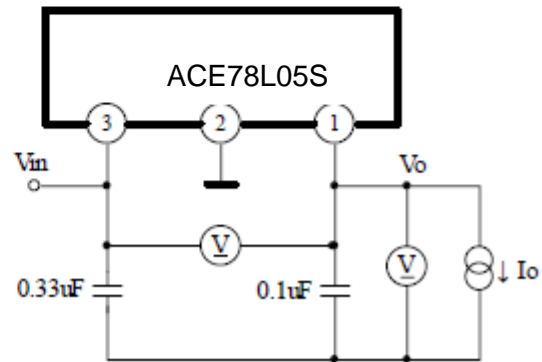 ACE78L05S
3 2 1
Vin Vo
V
V ↓ Io
0.33uF 0.1uF